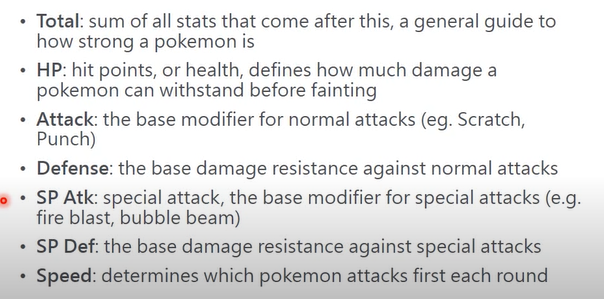 • Total: sum of all stats that come after this, a general guide to
how strong a pokemon is
• HP: hit points, or health, defines how much damage a
pokemon can withstand before fainting
• Attack: the base modifier for normal attacks (eg. Scratch,
Punch)
• Defense: the base damage resistance against normal attacks
• SP Atk: special attack, the base modifier for special attacks (e.g.
fire blast, bubble beam)
• SP Def: the base damage resistance against special attacks
• Speed: determines which pokemon attacks first each round